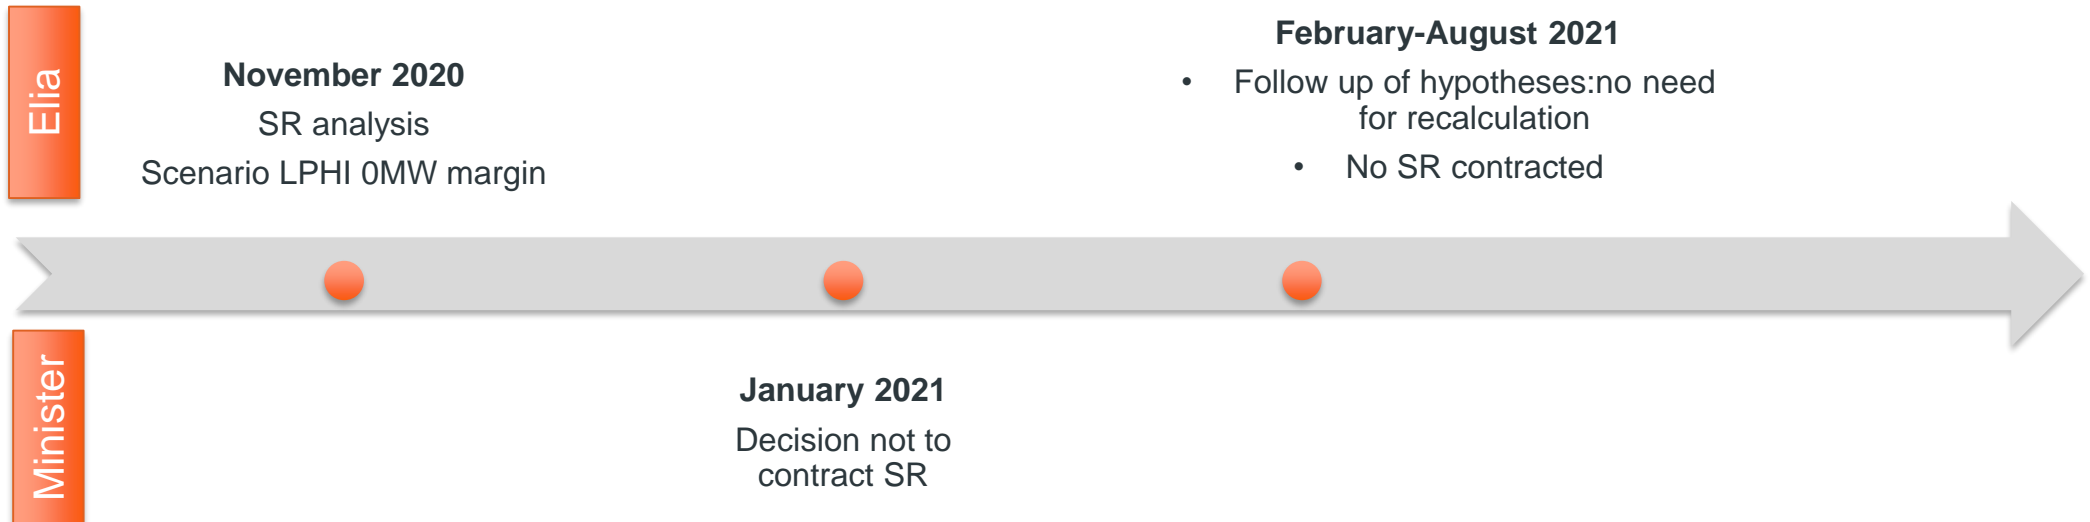 Elia
November 2020
SR analysis
Scenario LPHI 0MW margin
February-August 2021
• Follow up of hypotheses:no need
for recalculation
• No SR contracted
Minister
January 2021
Decision not to
contract SR